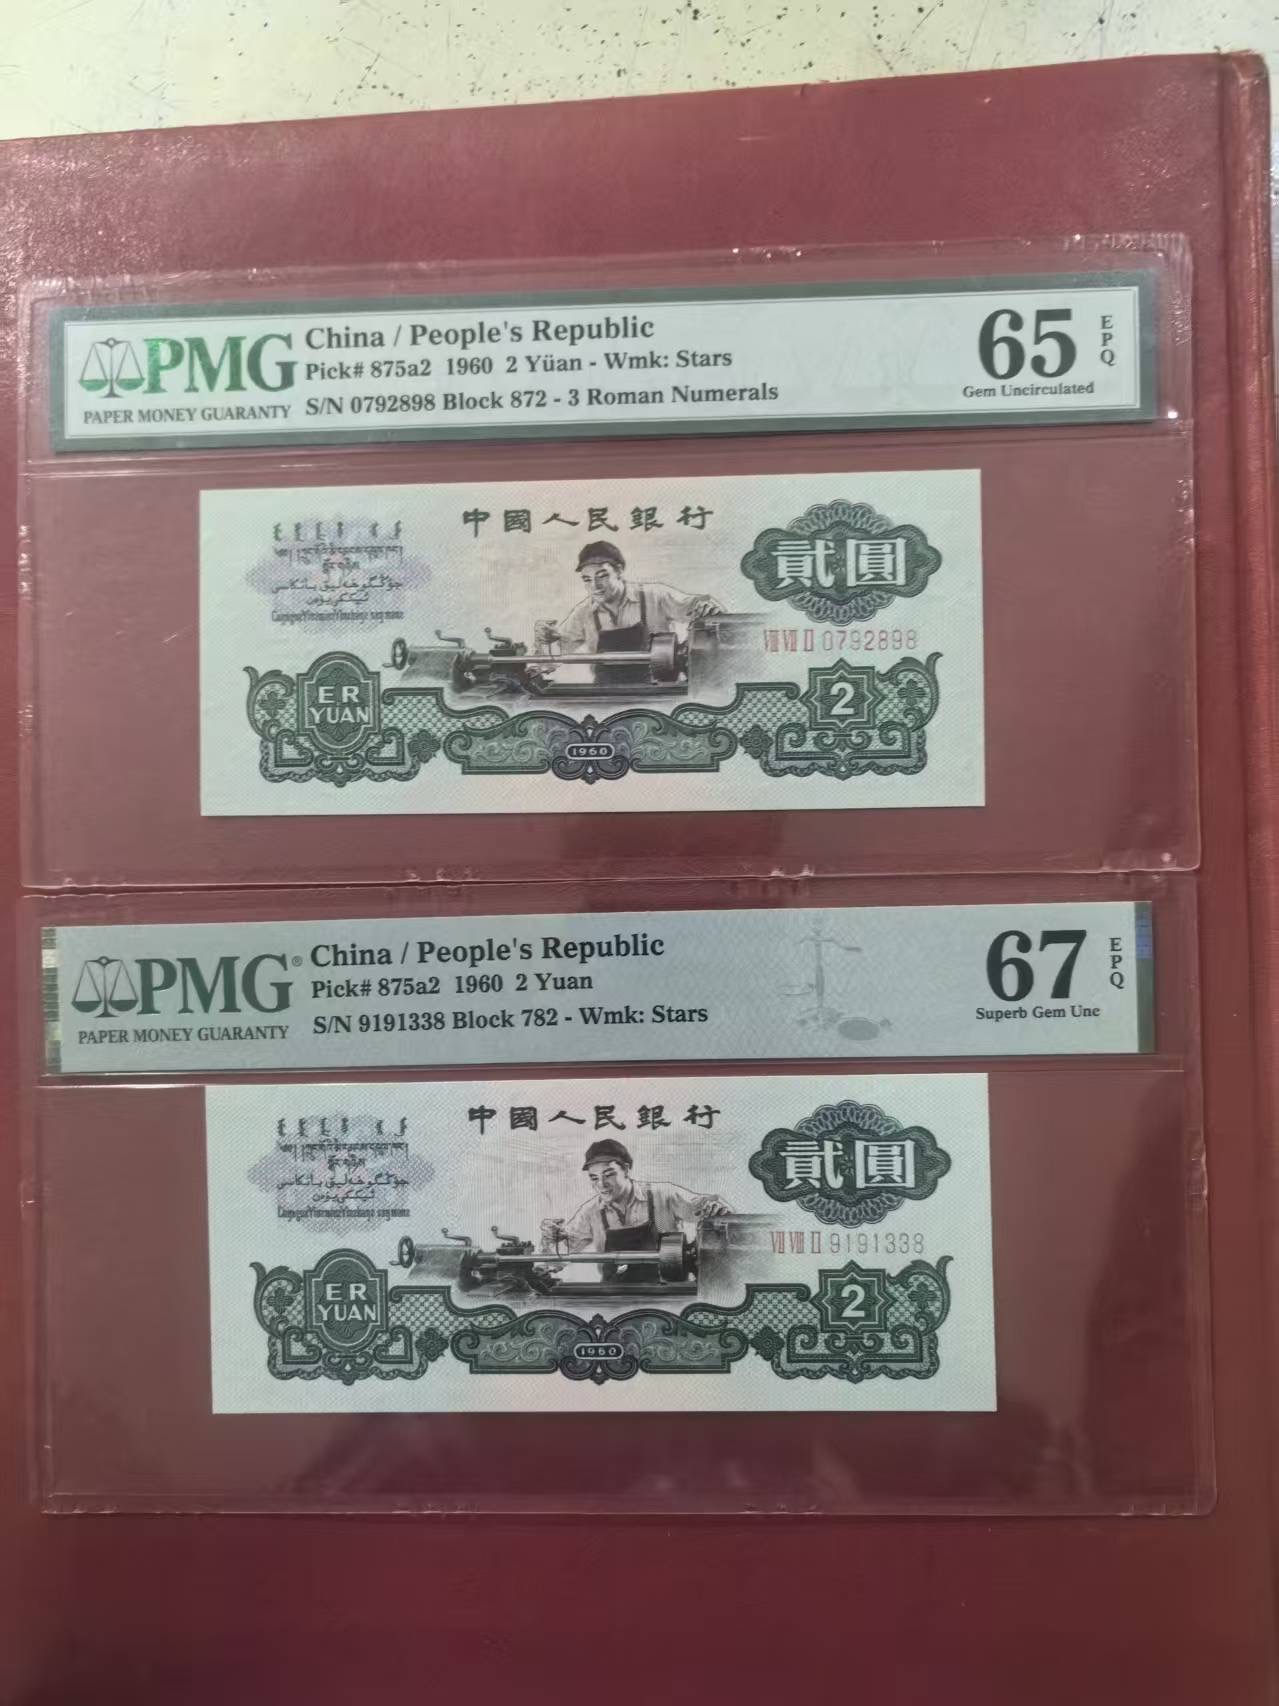 PMG
PAPER MONEY GUARANTY
China / People's Republic
Pick# 875a2 1960 2 Yüan - Wmk: Stars
S/N 0792898 Block 872 - 3 Roman Numerals
65
EPQ
Gem Uncirculated
中國人民銀行
貳圓
VIII VII II 0792898
ER
YUAN
1960
2
PMG®
PAPER MONEY GUARANTY
China / People's Republic
Pick# 875a2 1960 2 Yuan
S/N 9191338 Block 782 - Wmk: Stars
67
EPQ
Superb Gem Unc
中國人民銀行
貳圓
VII VIII II 9191338
ER
YUAN
1960
2